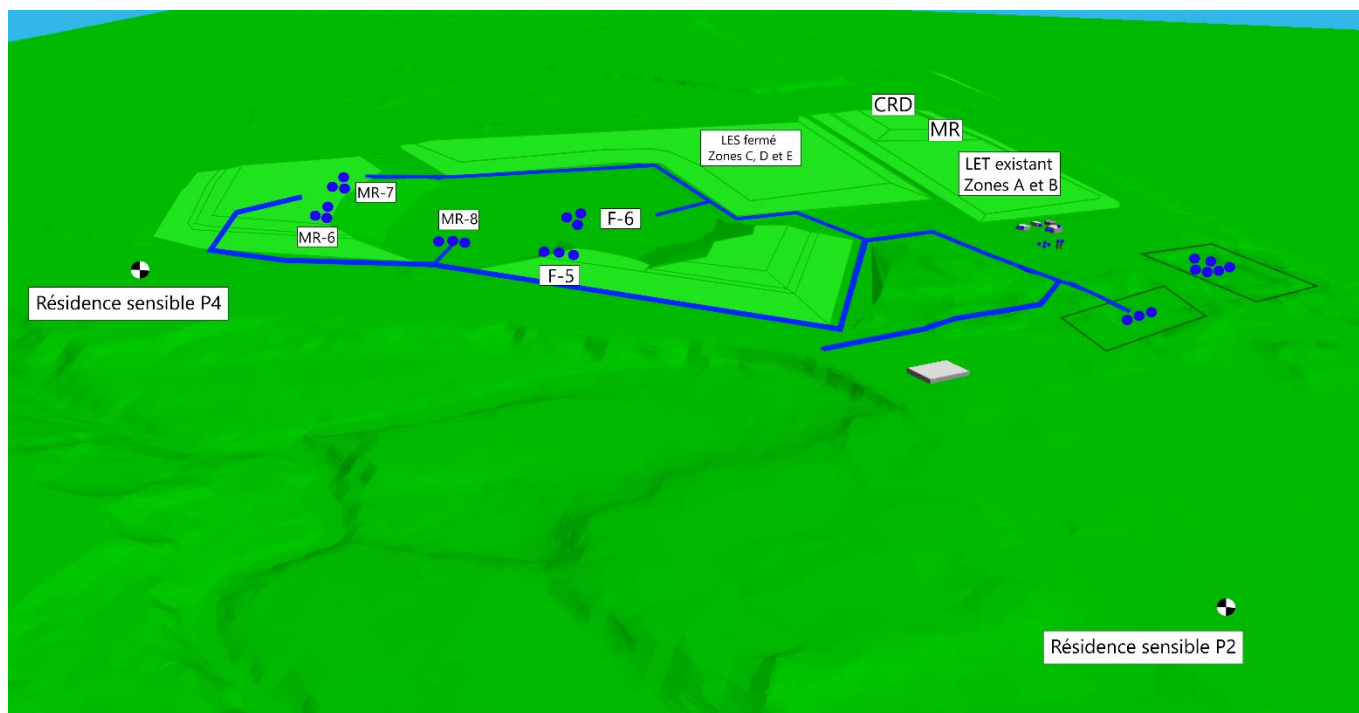 CRD
MR
LES fermé
Zones C, D et E
LET existant
Zones A et B
MR-7
MR-8
F-6
MR-6
F-5
Résidence sensible P4
Résidence sensible P2